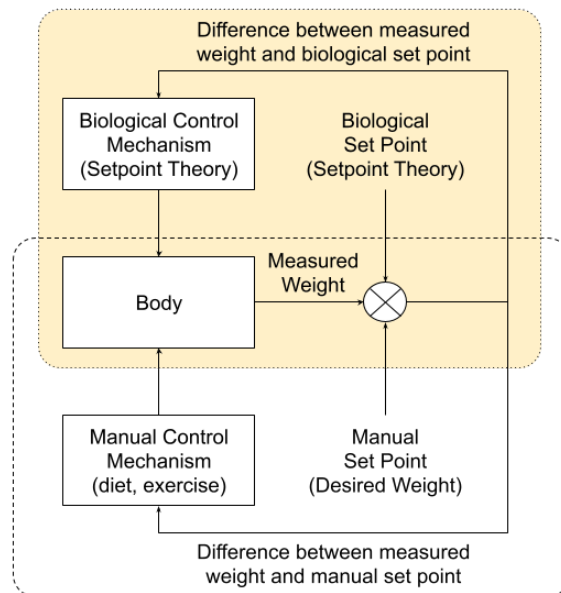 Difference between measured
weight and biological set point
Biological Control
Mechanism
(Setpoint Theory)
Biological
Set Point
(Setpoint Theory)
Measured
Weight
Body
Manual Control
Mechanism
(diet, exercise)
Manual
Set Point
(Desired Weight)
Difference between measured
weight and manual set point